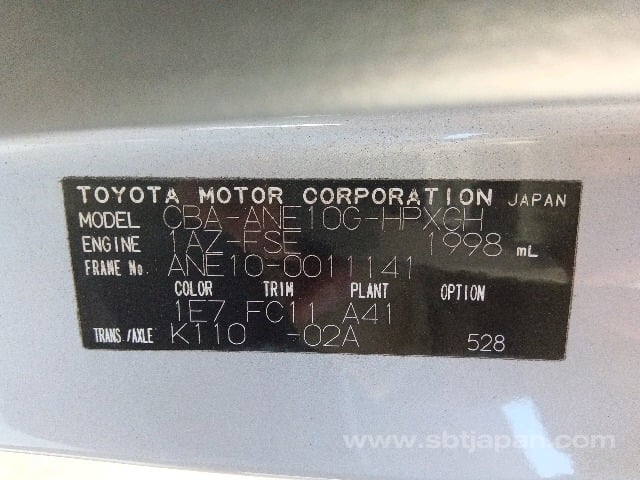 TOYOTA MOTOR CORPORATION JAPAN
MODEL CBA-ANE10G-HPXGH
ENGINE 1AZ-FSE 1998 mL
FRAME No. ANE10-0011141
COLOR TRIM PLANT OPTION
1E7 FC11 A41
TRANS./AXLE K110 -02A 528
www.sbtjapan.com